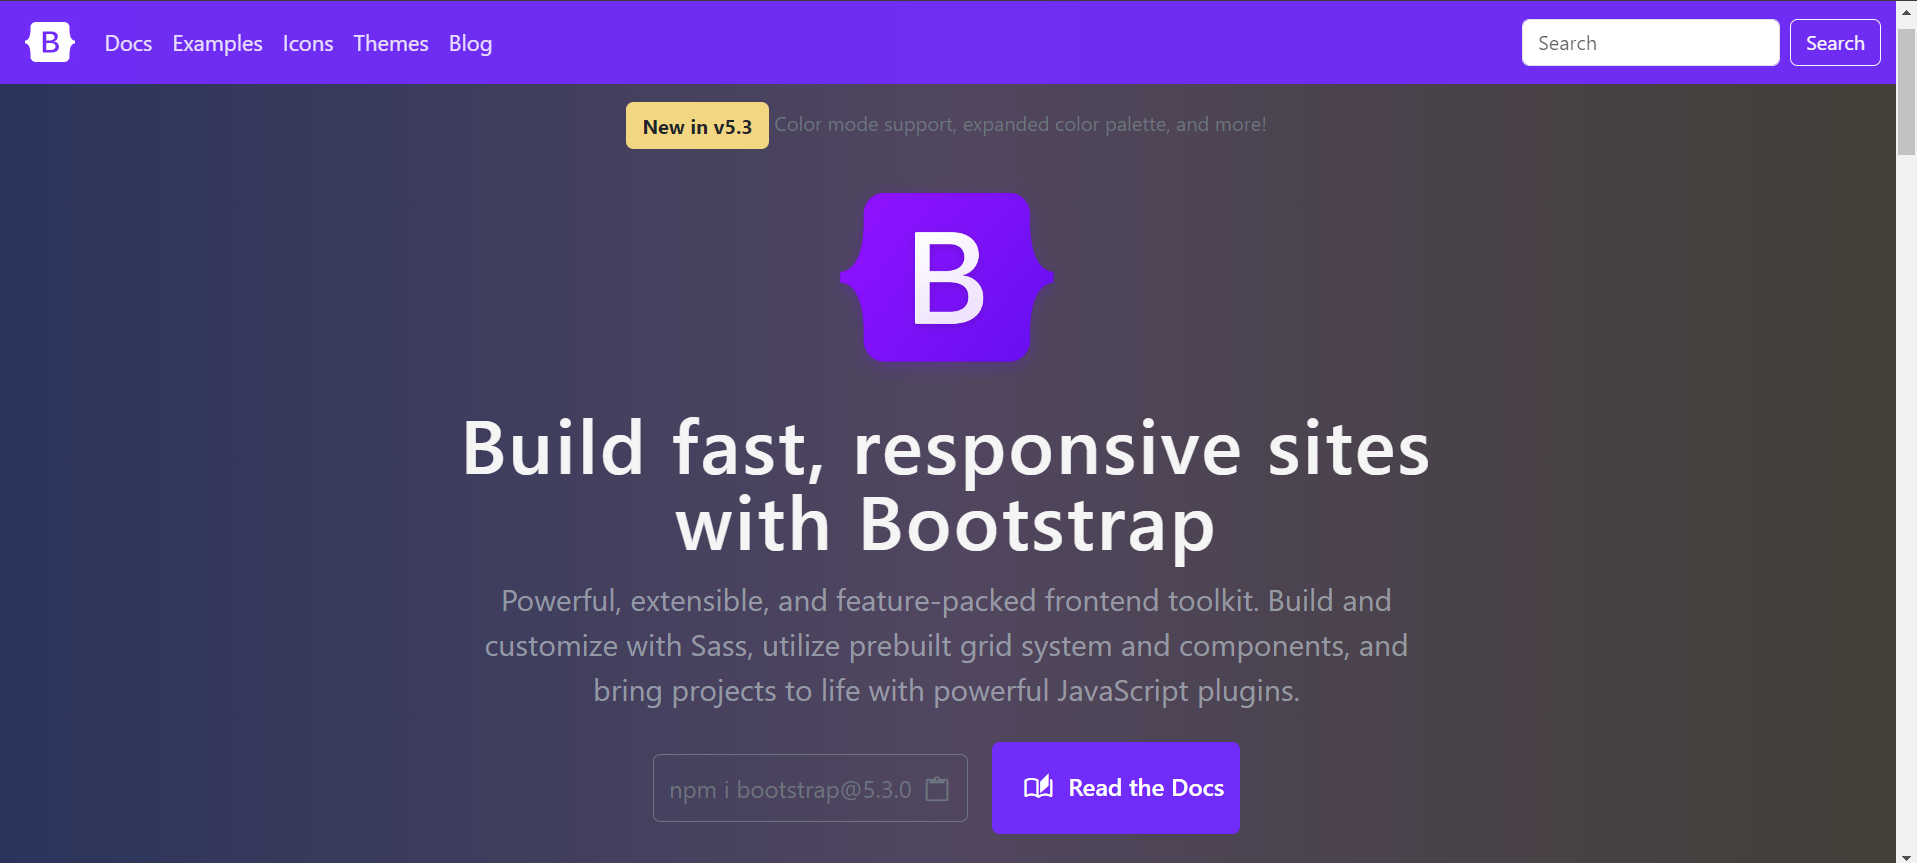 B Docs Examples Icons Themes Blog Search Search
New in v5.3 Color mode support, expanded color palette, and more!
B
Build fast, responsive sites
with Bootstrap
Powerful, extensible, and feature-packed frontend toolkit. Build and
customize with Sass, utilize prebuilt grid system and components, and
bring projects to life with powerful JavaScript plugins.
npm i bootstrap@5.3.0 Read the Docs